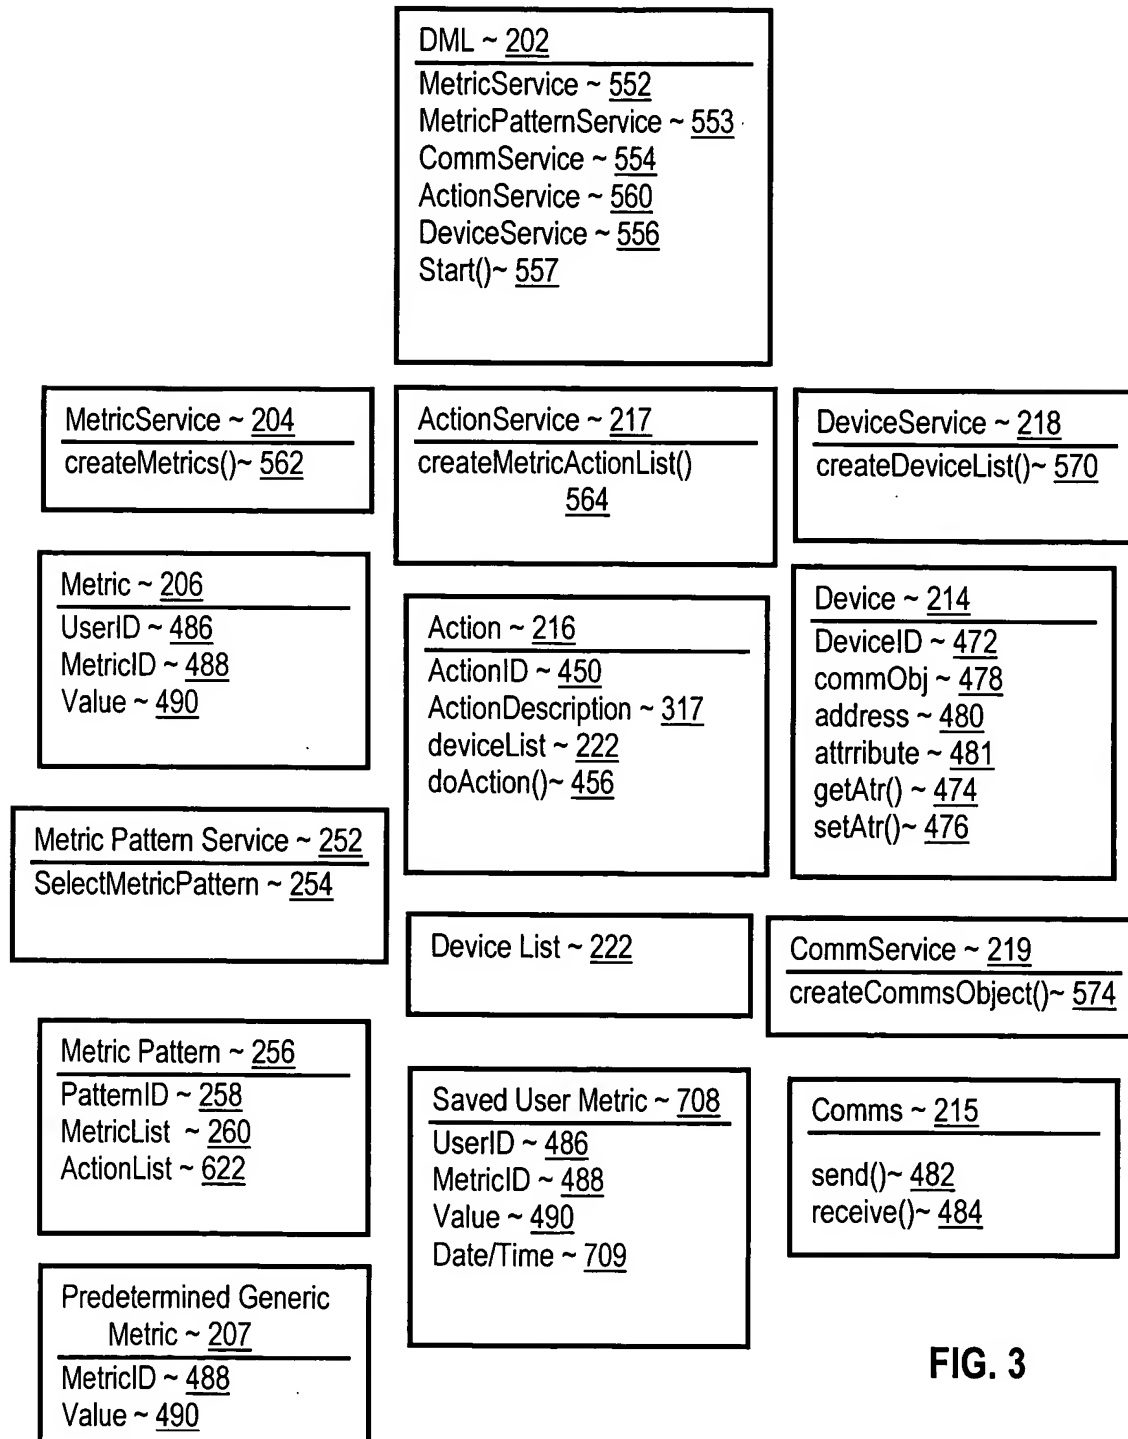 DML ~ 202
MetricService ~ 552
MetricPatternService ~ 553
CommService ~ 554
ActionService ~ 560
DeviceService ~ 556
Start()~ 557
MetricService ~ 204
createMetrics()~ 562
ActionService ~ 217
createMetricActionList()
564
DeviceService ~ 218
createDeviceList()~ 570
Metric ~ 206
UserID ~ 486
MetricID ~ 488
Value ~ 490
Action ~ 216
ActionID ~ 450
ActionDescription ~ 317
deviceList ~ 222
doAction()~ 456
Device ~ 214
DeviceID ~ 472
commObj ~ 478
address ~ 480
attrribute ~ 481
getAtr() ~ 474
setAtr()~ 476
Metric Pattern Service ~ 252
SelectMetricPattern ~ 254
Device List ~ 222
CommService ~ 219
createCommsObject()~ 574
Metric Pattern ~ 256
PatternID ~ 258
MetricList ~ 260
ActionList ~ 622
Saved User Metric ~ 708
UserID ~ 486
MetricID ~ 488
Value ~ 490
Date/Time ~ 709
Comms ~ 215
send()~ 482
receive()~ 484
Predetermined Generic
Metric ~ 207
MetricID ~ 488
Value ~ 490
FIG. 3